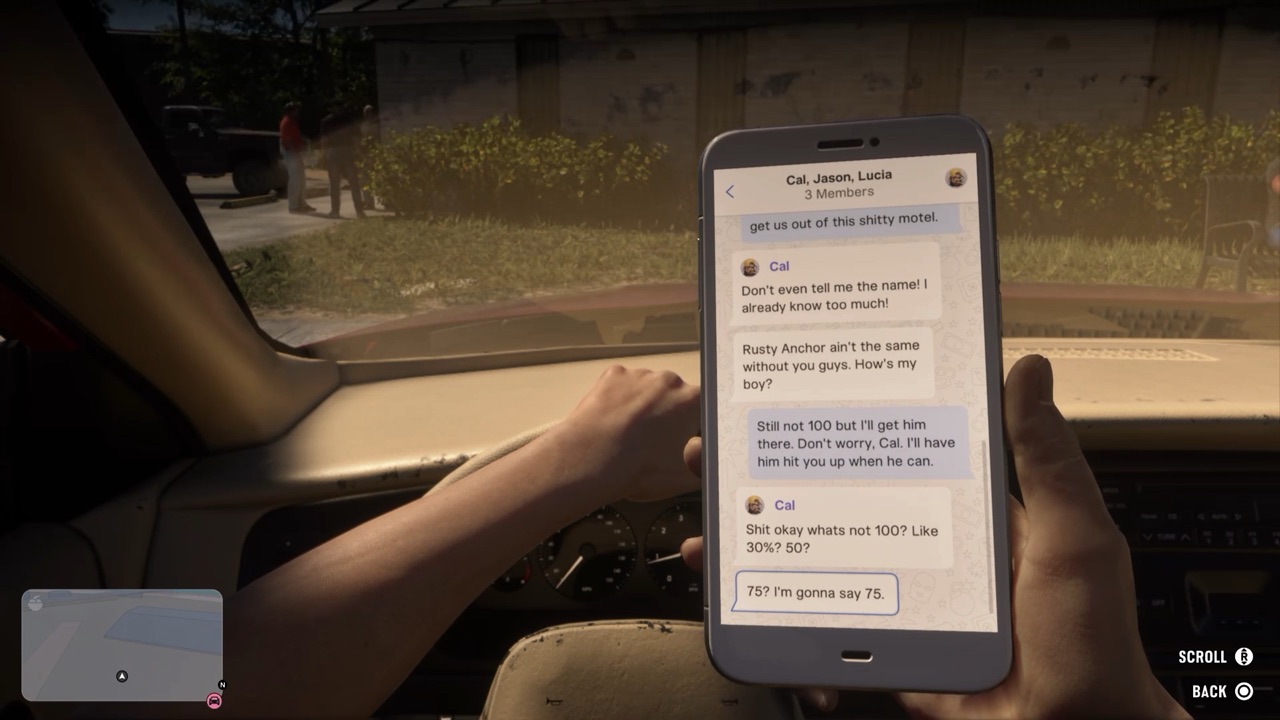 Cal, Jason, Lucia
3 Members
get us out of this shitty motel.
Cal
Don't even tell me the name! I
already know too much!
Rusty Anchor ain't the same
without you guys. How's my
boy?
Still not 100 but I'll get him
there. Don't worry, Cal. I'll have
him hit you up when he can.
Cal
Shit okay whats not 100? Like
30%? 50?
75? I'm gonna say 75.
N
SCROLL R
BACK